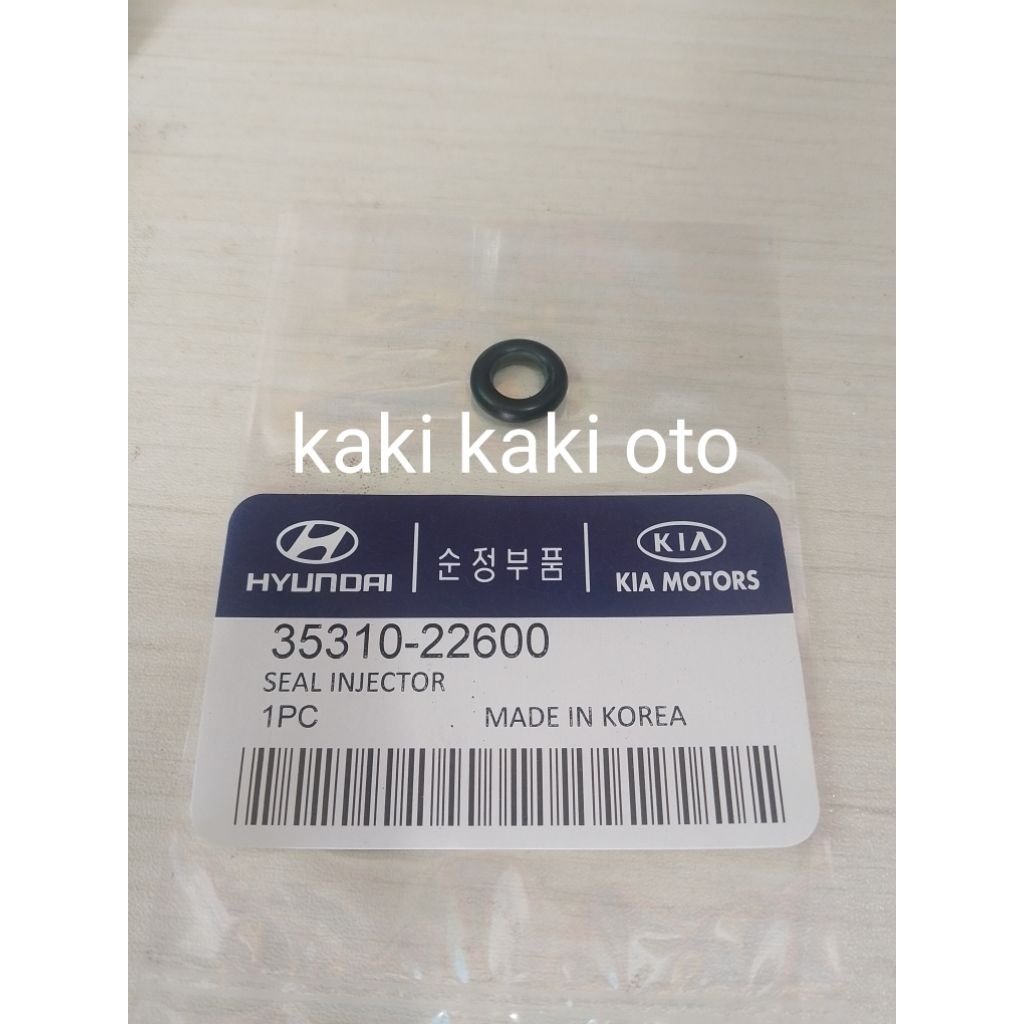 kaki kaki oto
HYUNDAI
순정부품
KIA
KIA MOTORS
35310-22600
SEAL INJECTOR
1PC
MADE IN KOREA